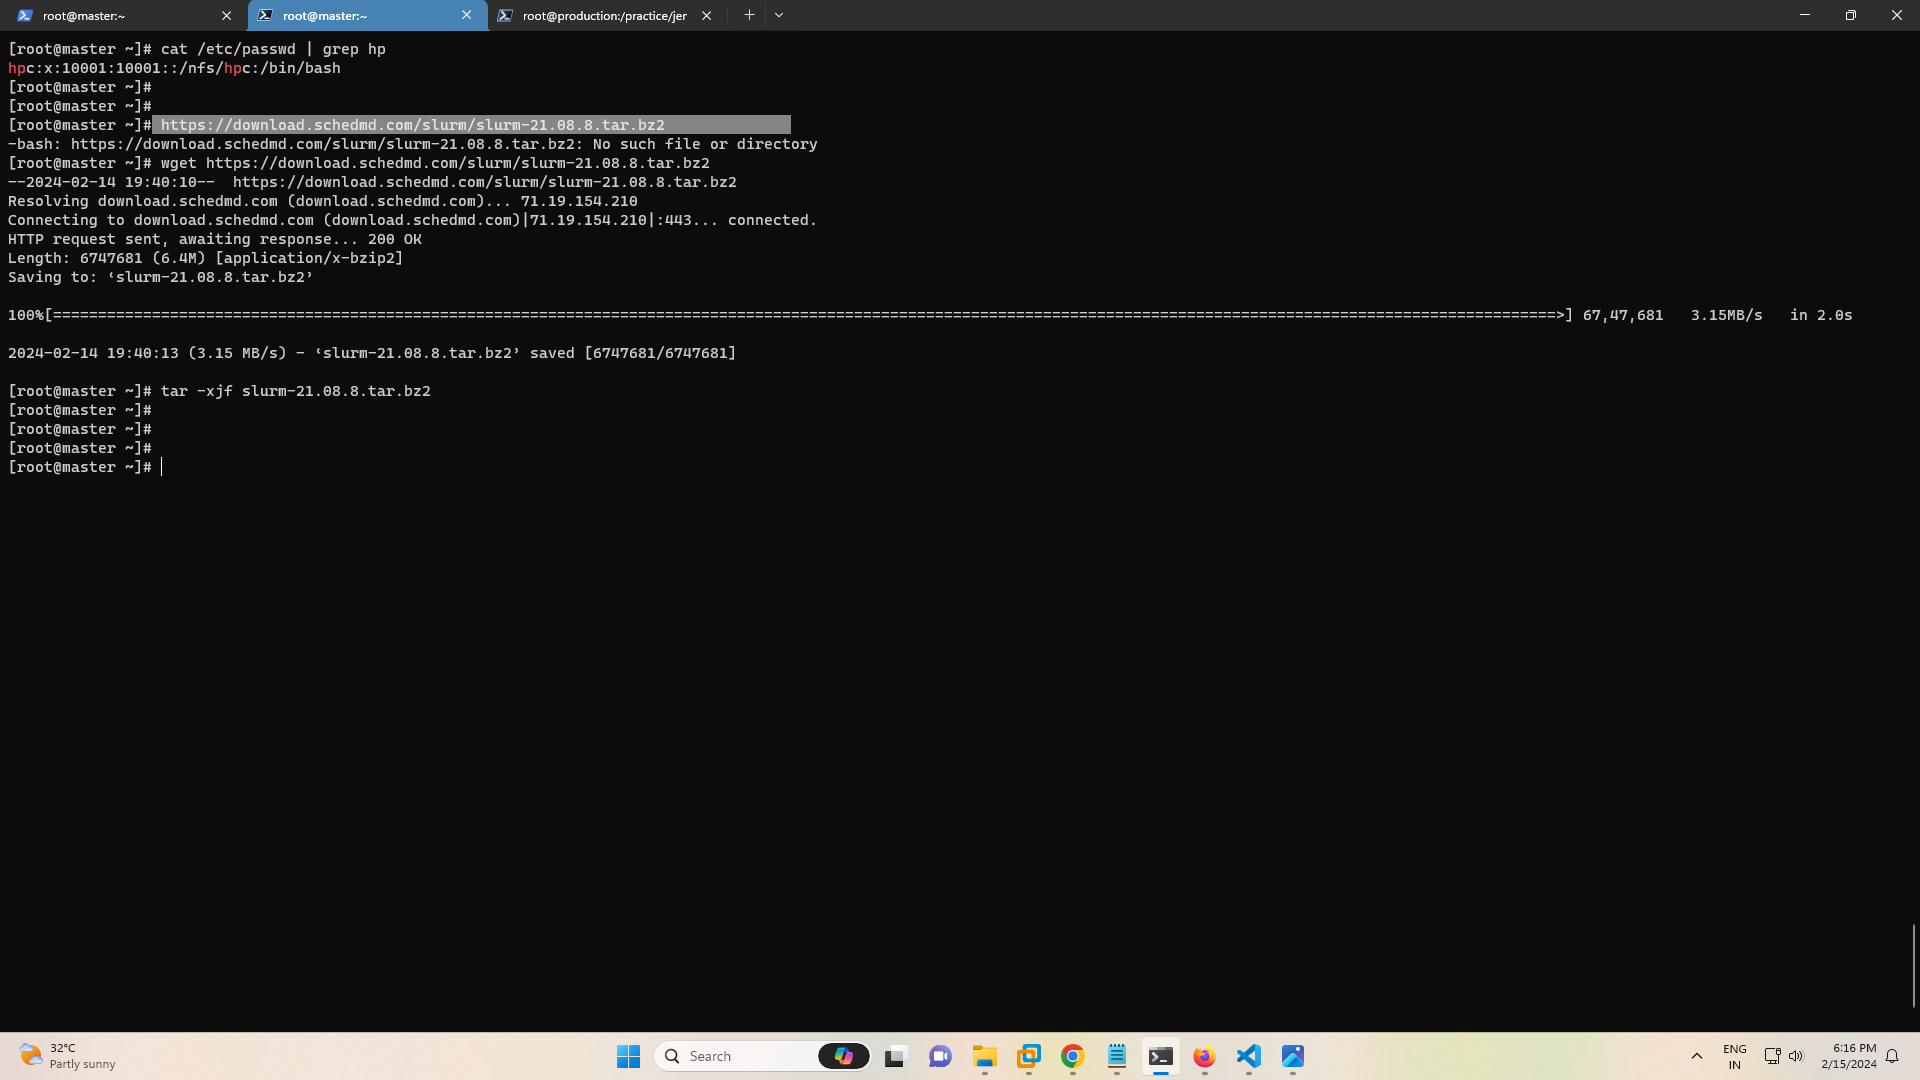 root@master:~
root@master:~
root@production:/practice/jer
[root@master ~]# cat /etc/passwd | grep hp
hpc:x:10001:10001::/nfs/hpc:/bin/bash
[root@master ~]#
[root@master ~]#
[root@master ~]# https://download.schedmd.com/slurm/slurm-21.08.8.tar.bz2
-bash: https://download.schedmd.com/slurm/slurm-21.08.8.tar.bz2: No such file or directory
[root@master ~]# wget https://download.schedmd.com/slurm/slurm-21.08.8.tar.bz2
--2024-02-14 19:40:10--  https://download.schedmd.com/slurm/slurm-21.08.8.tar.bz2
Resolving download.schedmd.com (download.schedmd.com)... 71.19.154.210
Connecting to download.schedmd.com (download.schedmd.com)|71.19.154.210|:443... connected.
HTTP request sent, awaiting response... 200 OK
Length: 6747681 (6.4M) [application/x-bzip2]
Saving to: ‘slurm-21.08.8.tar.bz2’
100%[=======================================================================================================================================================================>] 67,47,681   3.15MB/s   in 2.0s
2024-02-14 19:40:13 (3.15 MB/s) - ‘slurm-21.08.8.tar.bz2’ saved [6747681/6747681]
[root@master ~]# tar -xjf slurm-21.08.8.tar.bz2
[root@master ~]#
[root@master ~]#
[root@master ~]#
[root@master ~]#
32°C
Partly sunny
Search
ENG
IN
6:16 PM
2/15/2024